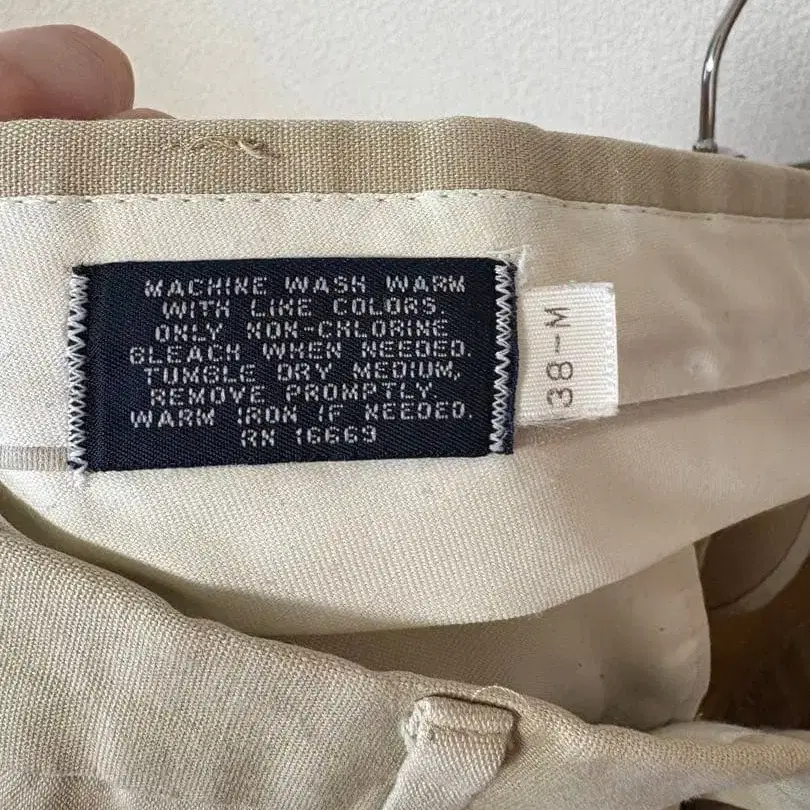 MACHINE WASH WARM
WITH LIKE COLORS.
ONLY NON-CHLORINE
BLEACH WHEN NEEDED.
TUMBLE DRY MEDIUM,
REMOVE PROMPTLY.
WARM IRON IF NEEDED.
RN 16669
38-M